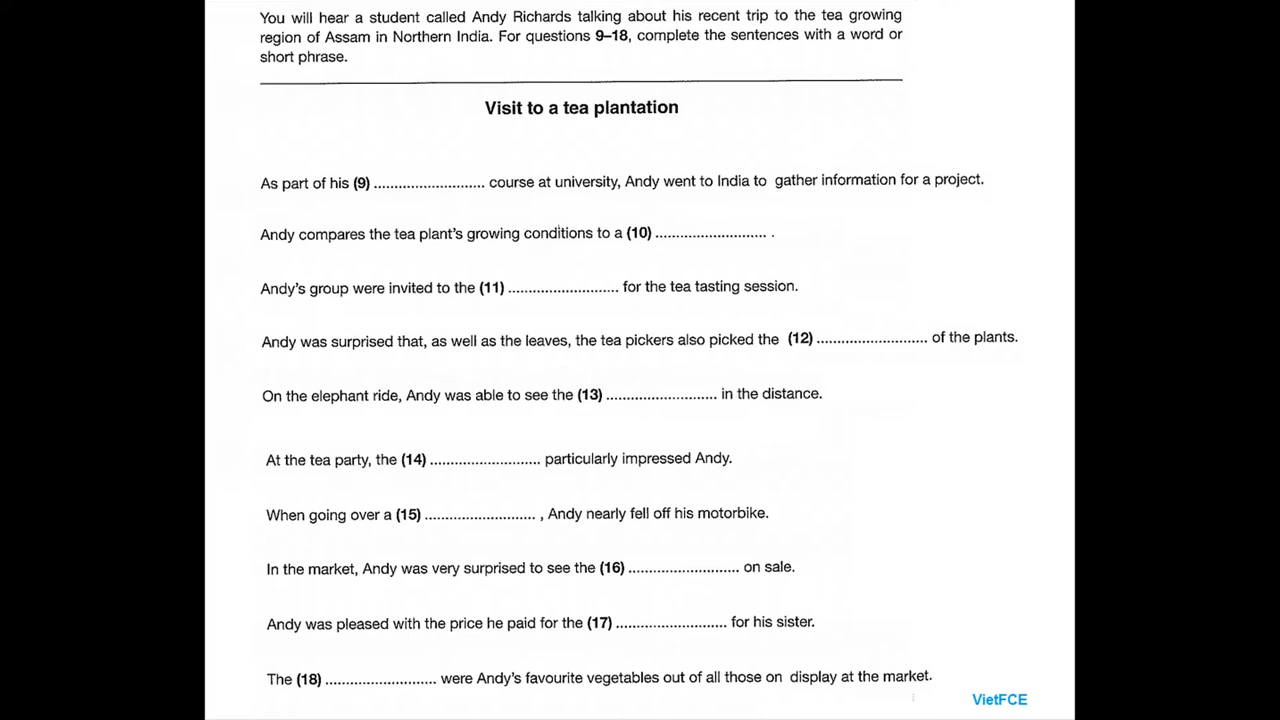 You will hear a student called Andy Richards talking about his recent trip to the tea growing
region of Assam in Northern India. For questions 9–18, complete the sentences with a word or
short phrase.
Visit to a tea plantation
As part of his (9) ........................... course at university, Andy went to India to gather information for a project.
Andy compares the tea plant's growing conditions to a (10) ........................... .
Andy's group were invited to the (11) ........................... for the tea tasting session.
Andy was surprised that, as well as the leaves, the tea pickers also picked the (12) ........................... of the plants.
On the elephant ride, Andy was able to see the (13) ........................... in the distance.
At the tea party, the (14) ........................... particularly impressed Andy.
When going over a (15) ........................... , Andy nearly fell off his motorbike.
In the market, Andy was very surprised to see the (16) ........................... on sale.
Andy was pleased with the price he paid for the (17) ........................... for his sister.
The (18) ........................... were Andy's favourite vegetables out of all those on display at the market.
VietFCE